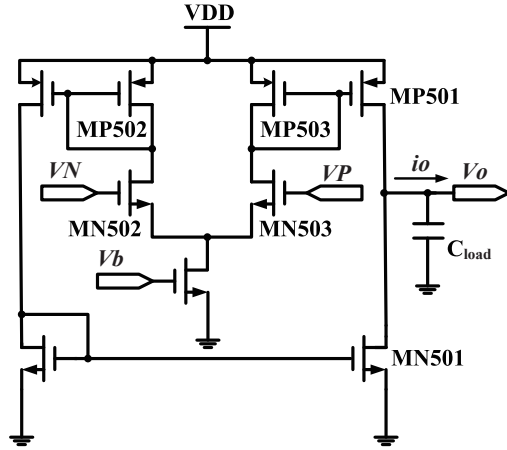 VDD
MP501
MP502
MP503
VN
VP
io
Vo
MN502
MN503
Vb
Cload
MN501